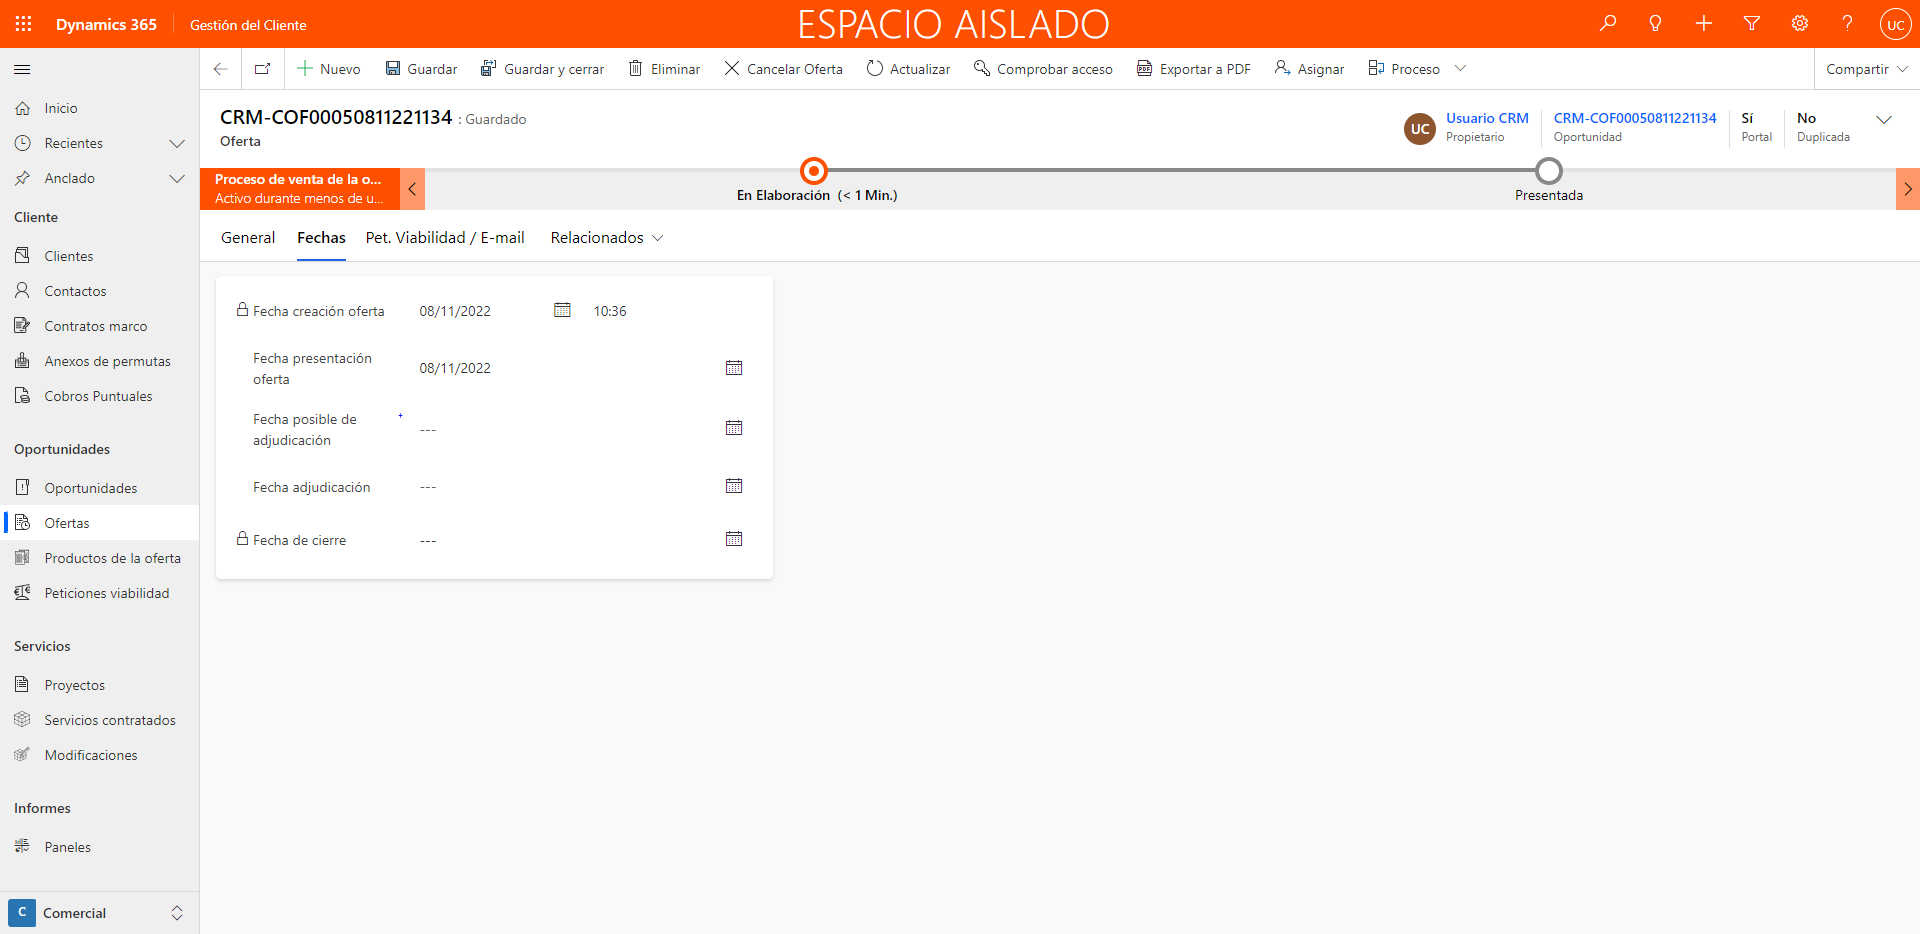 Dynamics 365
Gestión del Cliente
ESPACIO AISLADO
UC
Nuevo
Guardar
Guardar y cerrar
Eliminar
Cancelar Oferta
Actualizar
Comprobar acceso
Exportar a PDF
Asignar
Proceso
Compartir
Inicio
Recientes
Anclado
Cliente
Clientes
Contactos
Contratos marco
Anexos de permutas
Cobros Puntuales
Oportunidades
Oportunidades
Ofertas
Productos de la oferta
Peticiones viabilidad
Servicios
Proyectos
Servicios contratados
Modificaciones
Informes
Paneles
C
Comercial
CRM-COF00050811221134 : Guardado
Oferta
UC
Usuario CRM
Propietario
CRM-COF00050811221134
Oportunidad
Sí
Portal
No
Duplicada
Proceso de venta de la o...
Activo durante menos de u...
En Elaboración (< 1 Min.)
Presentada
General
Fechas
Pet. Viabilidad / E-mail
Relacionados
Fecha creación oferta
08/11/2022
10:36
Fecha presentación
oferta
08/11/2022
Fecha posible de
adjudicación
+
---
Fecha adjudicación
---
Fecha de cierre
---